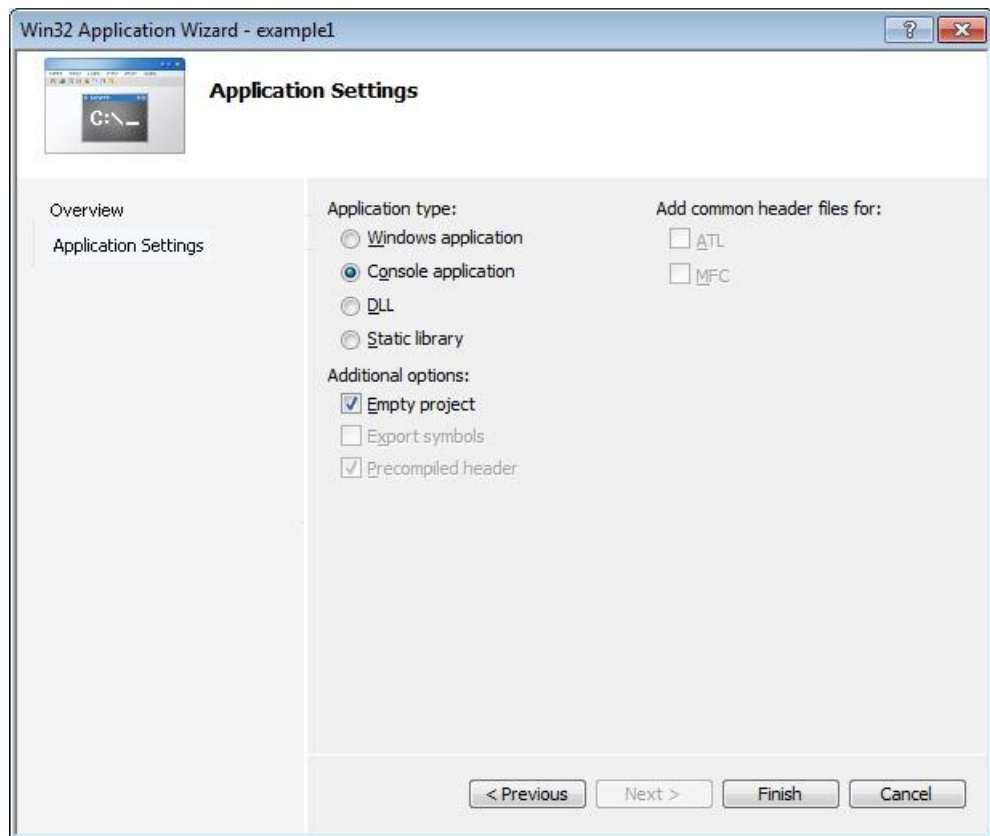 Win32 Application Wizard - example1
C:\_
Application Settings
Overview
Application Settings
Application type:
Windows application
Console application
DLL
Static library
Additional options:
Empty project
Export symbols
Precompiled header
Add common header files for:
ATL
MFC
< Previous
Next >
Finish
Cancel